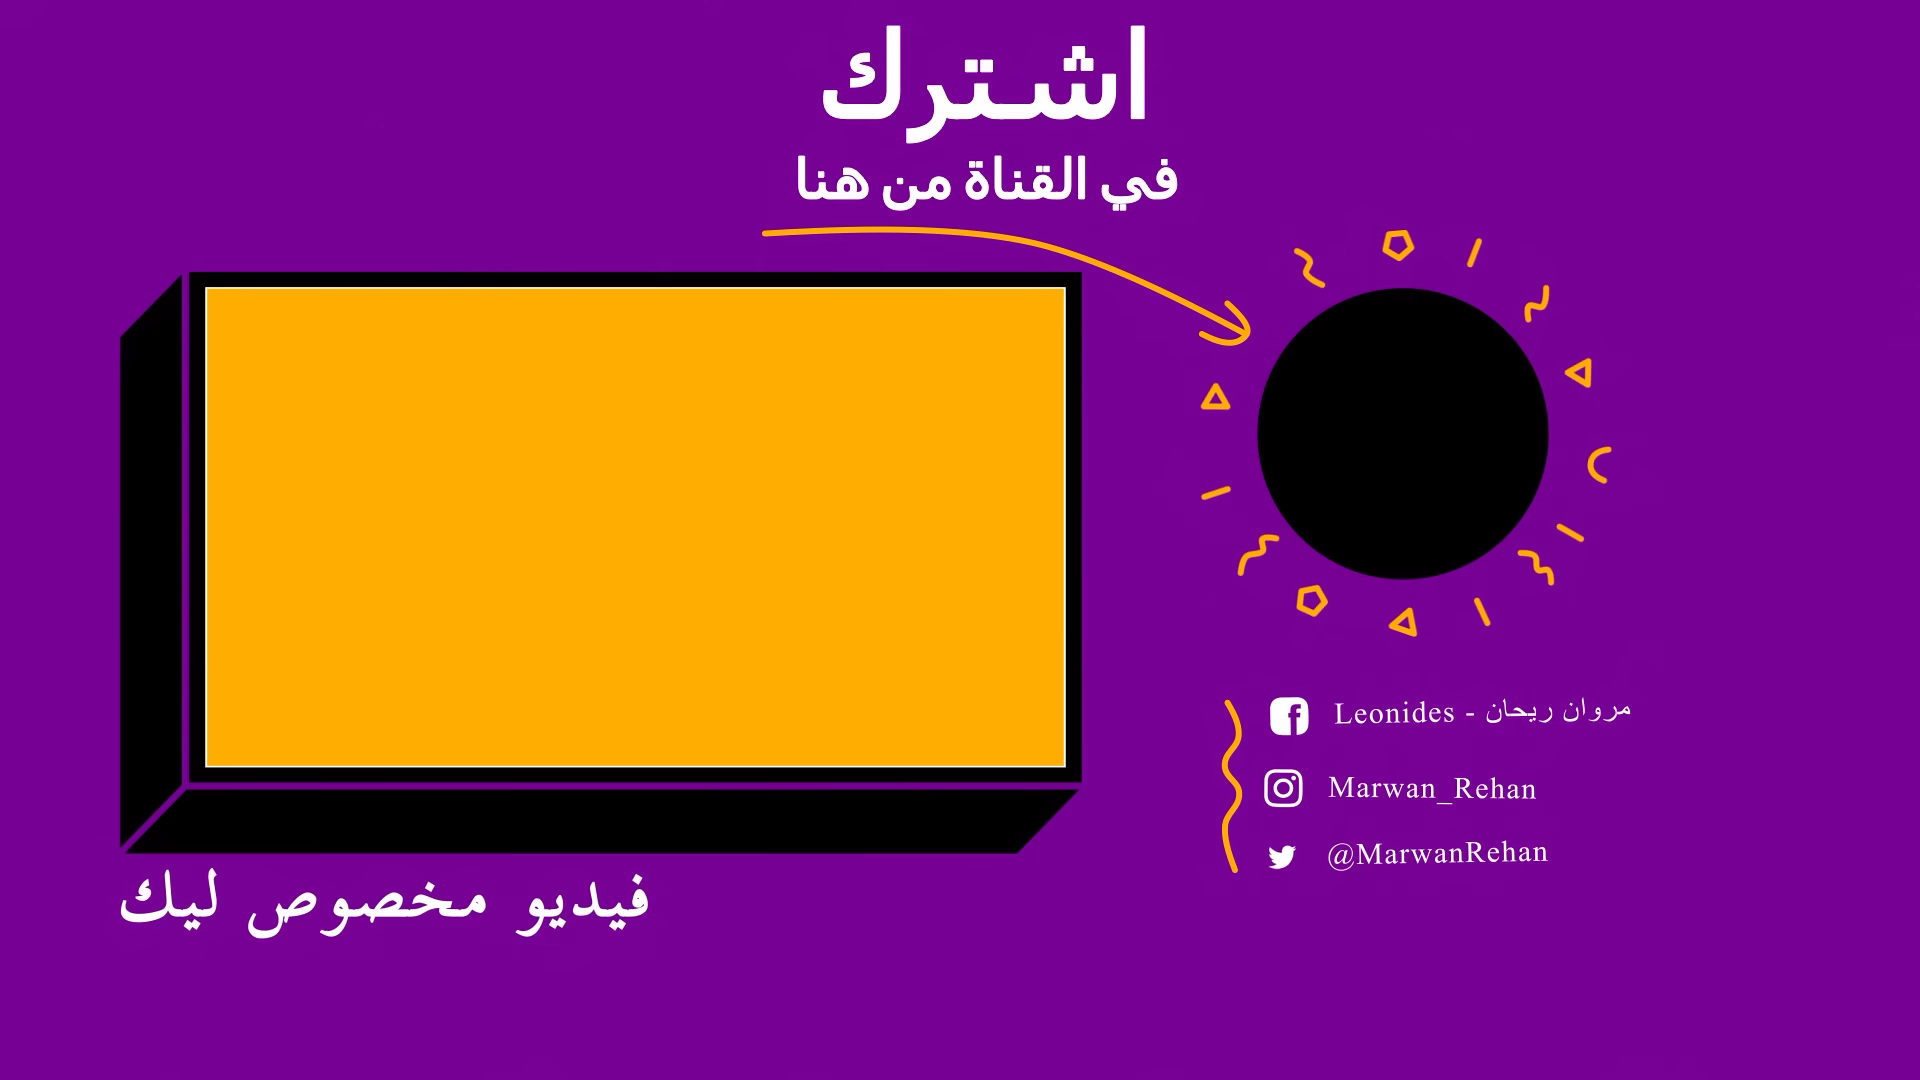 اشترك
في القناة من هنا
Leonides - مروان ريحان
Marwan_Rehan
@MarwanRehan
فيديو مخصوص ليك